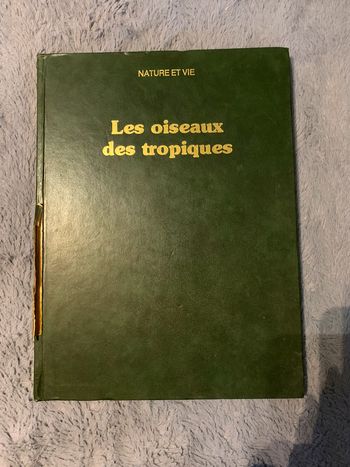 NATURE ET VIE
Les oiseaux
des tropiques